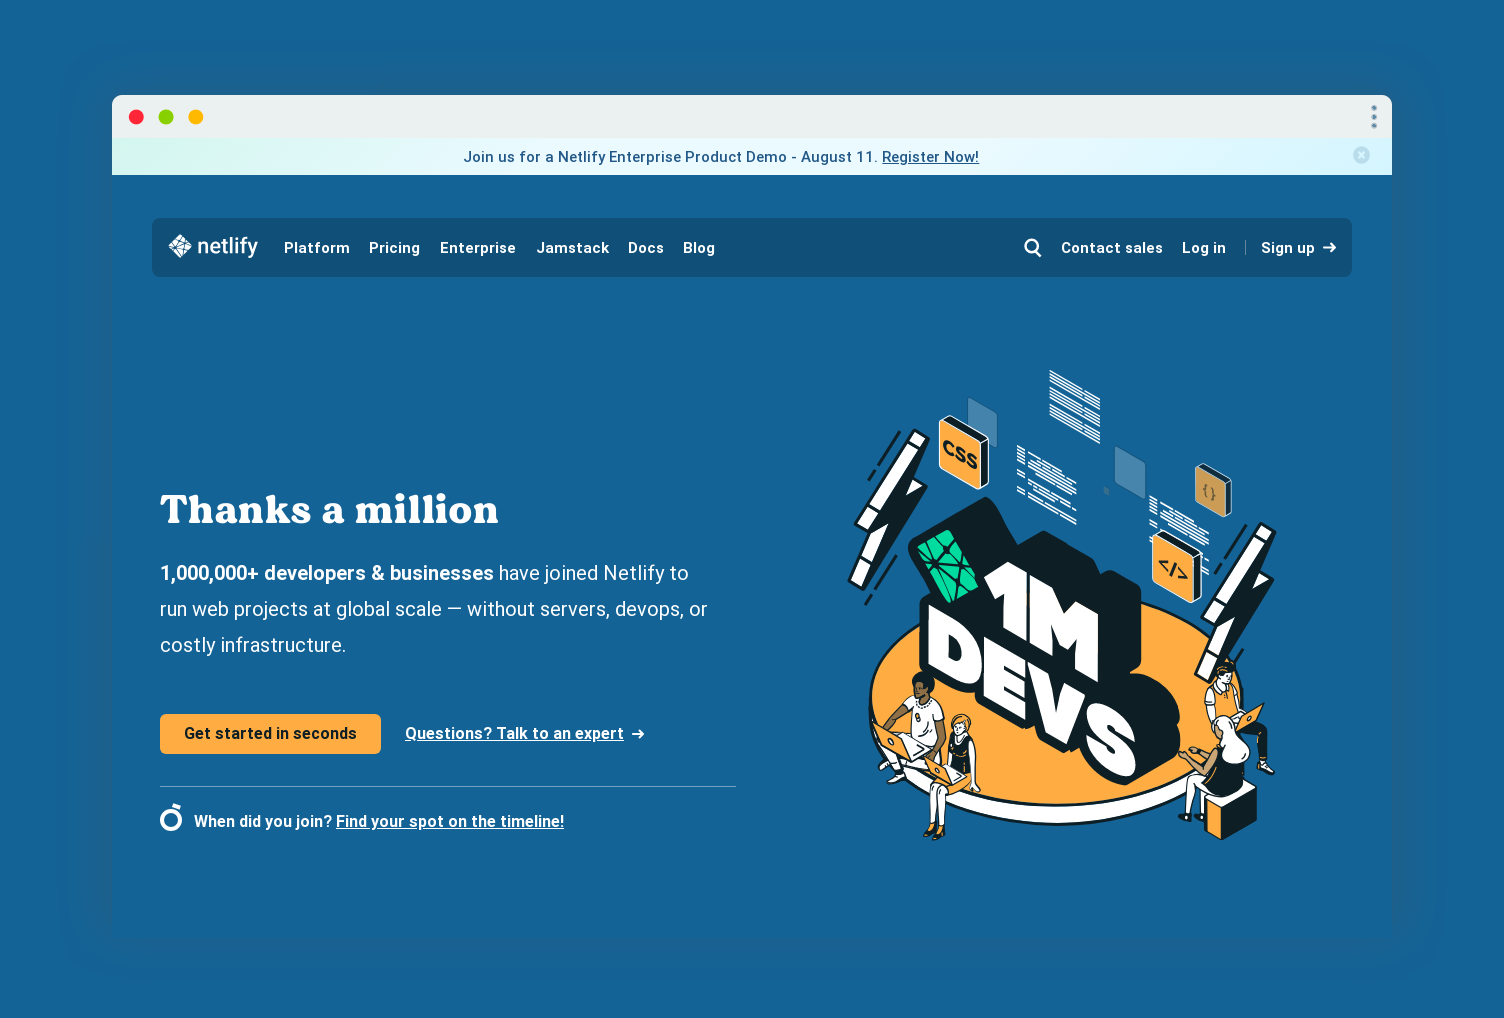 Join us for a Netlify Enterprise Product Demo - August 11. Register Now!
netlify Platform Pricing Enterprise Jamstack Docs Blog Contact sales Log in Sign up →
CSS
{ }
</>
1M
DEVS
Thanks a million
1,000,000+ developers & businesses have joined Netlify to
run web projects at global scale — without servers, devops, or
costly infrastructure.
Get started in seconds Questions? Talk to an expert →
When did you join? Find your spot on the timeline!